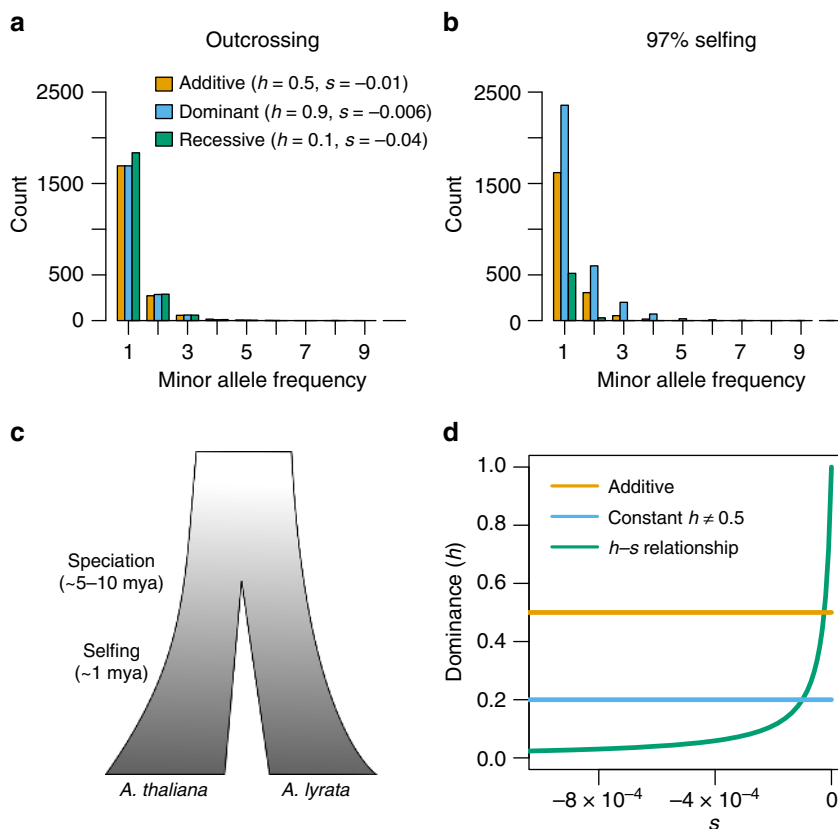 a
Outcrossing
Additive (h = 0.5, s = –0.01)
Dominant (h = 0.9, s = –0.006)
Recessive (h = 0.1, s = –0.04)
2500
1500
500
0
Count
1 3 5 7 9
Minor allele frequency
b
97% selfing
2500
1500
500
0
Count
1 3 5 7 9
Minor allele frequency
c
Speciation
(~5–10 mya)
Selfing
(~1 mya)
A. thaliana A. lyrata
d
1.0
0.8
0.6
0.4
0.2
0.0
Dominance (h)
Additive
Constant h ≠ 0.5
h–s relationship
–8 × 10⁻⁴ –4 × 10⁻⁴ 0
s